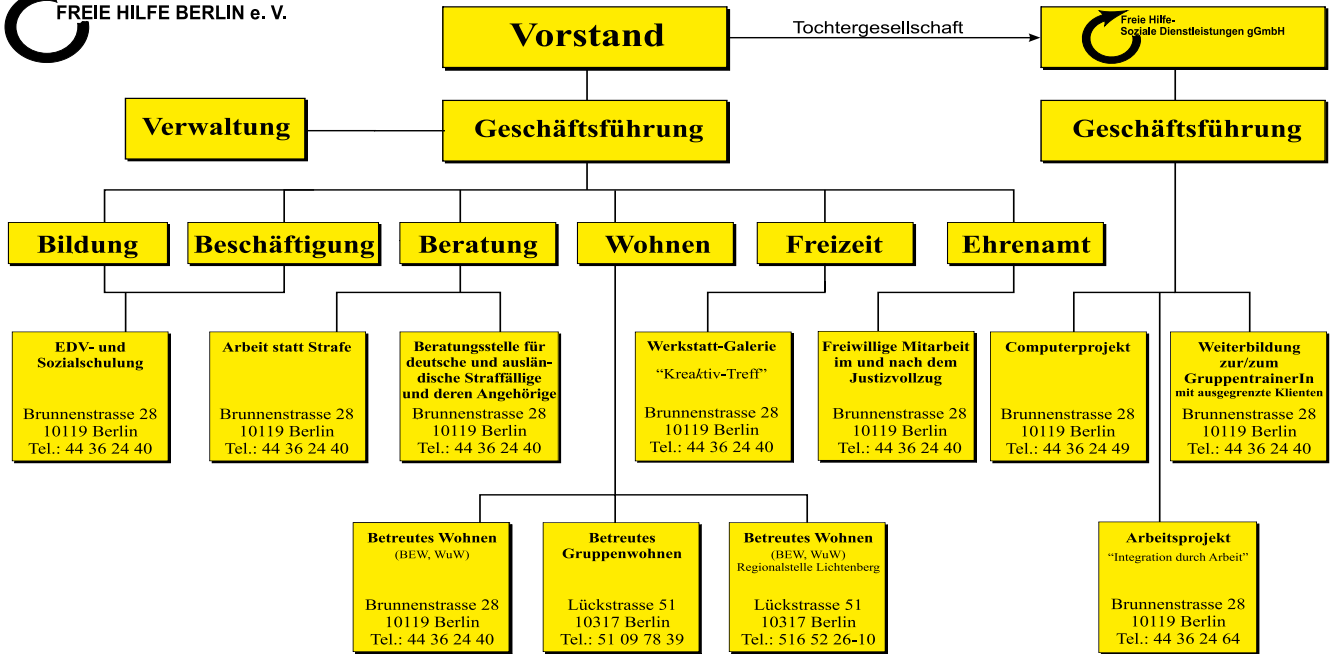 FREIE HILFE BERLIN e. V.
Vorstand
Tochtergesellschaft
Freie Hilfe-
Soziale Dienstleistungen gGmbH
Verwaltung
Geschäftsführung
Geschäftsführung
Bildung
Beschäftigung
Beratung
Wohnen
Freizeit
Ehrenamt
EDV- und
Sozialschulung
Brunnenstrasse 28
10119 Berlin
Tel.: 44 36 24 40
Arbeit statt Strafe
Brunnenstrasse 28
10119 Berlin
Tel.: 44 36 24 40
Beratungsstelle für
deutsche und auslän-
dische Straffällige
und deren Angehörige
Brunnenstrasse 28
10119 Berlin
Tel.: 44 36 24 40
Werkstatt-Galerie
“Kreaktiv-Treff”
Brunnenstrasse 28
10119 Berlin
Tel.: 44 36 24 40
Freiwillige Mitarbeit
im und nach dem
Justizvollzug
Brunnenstrasse 28
10119 Berlin
Tel.: 44 36 24 40
Computerprojekt
Brunnenstrasse 28
10119 Berlin
Tel.: 44 36 24 49
Weiterbildung
zur/zum
GruppentrainerIn
mit ausgegrenzte Klienten
Brunnenstrasse 28
10119 Berlin
Tel.: 44 36 24 40
Betreutes Wohnen
(BEW, WuW)
Brunnenstrasse 28
10119 Berlin
Tel.: 44 36 24 40
Betreutes
Gruppenwohnen
Lückstrasse 51
10317 Berlin
Tel.: 51 09 78 39
Betreutes Wohnen
(BEW, WuW)
Regionalstelle Lichtenberg
Lückstrasse 51
10317 Berlin
Tel.: 516 52 26-10
Arbeitsprojekt
“Integration durch Arbeit”
Brunnenstrasse 28
10119 Berlin
Tel.: 44 36 24 64